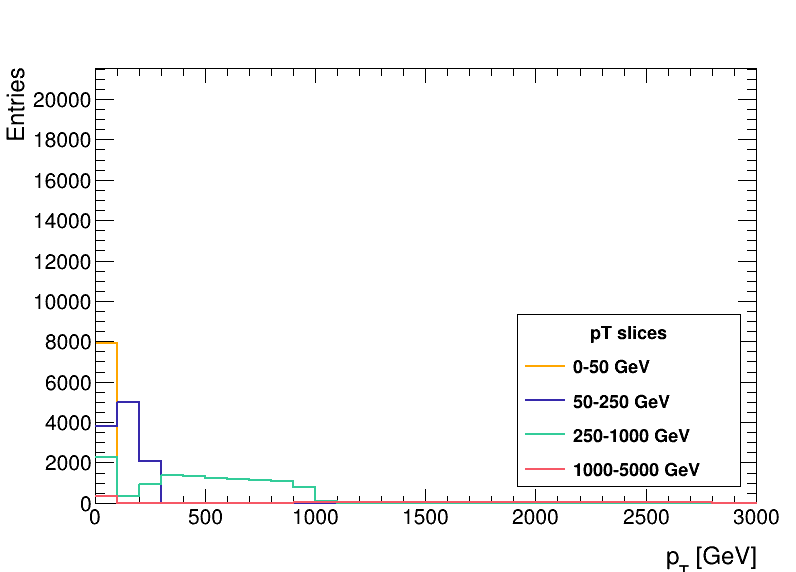 Entries
20000
18000
16000
14000
12000
10000
8000
6000
4000
2000
0
pT slices
0-50 GeV
50-250 GeV
250-1000 GeV
1000-5000 GeV
0 500 1000 1500 2000 2500 3000
p_T [GeV]